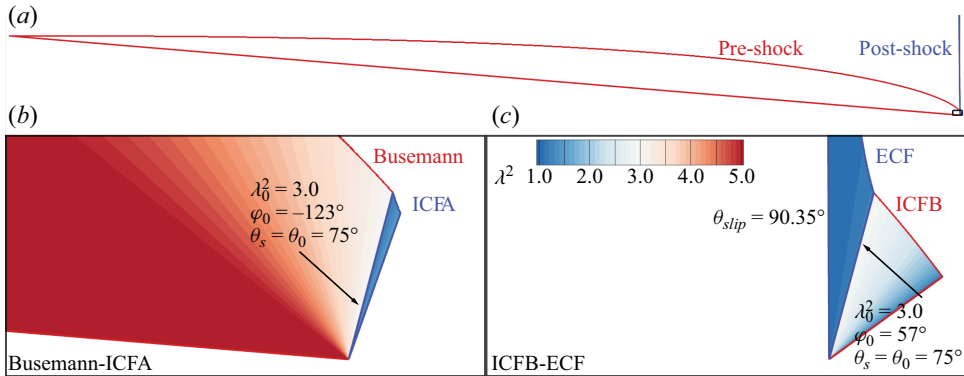 (a)
Pre-shock
Post-shock
(b)
Busemann
ICFA
λ₀² = 3.0
φ₀ = −123°
θₛ = θ₀ = 75°
Busemann-ICFA
(c)
λ²
1.0 2.0 3.0 4.0 5.0
ECF
ICFB
θ_slip = 90.35°
λ₀² = 3.0
φ₀ = 57°
θₛ = θ₀ = 75°
ICFB-ECF